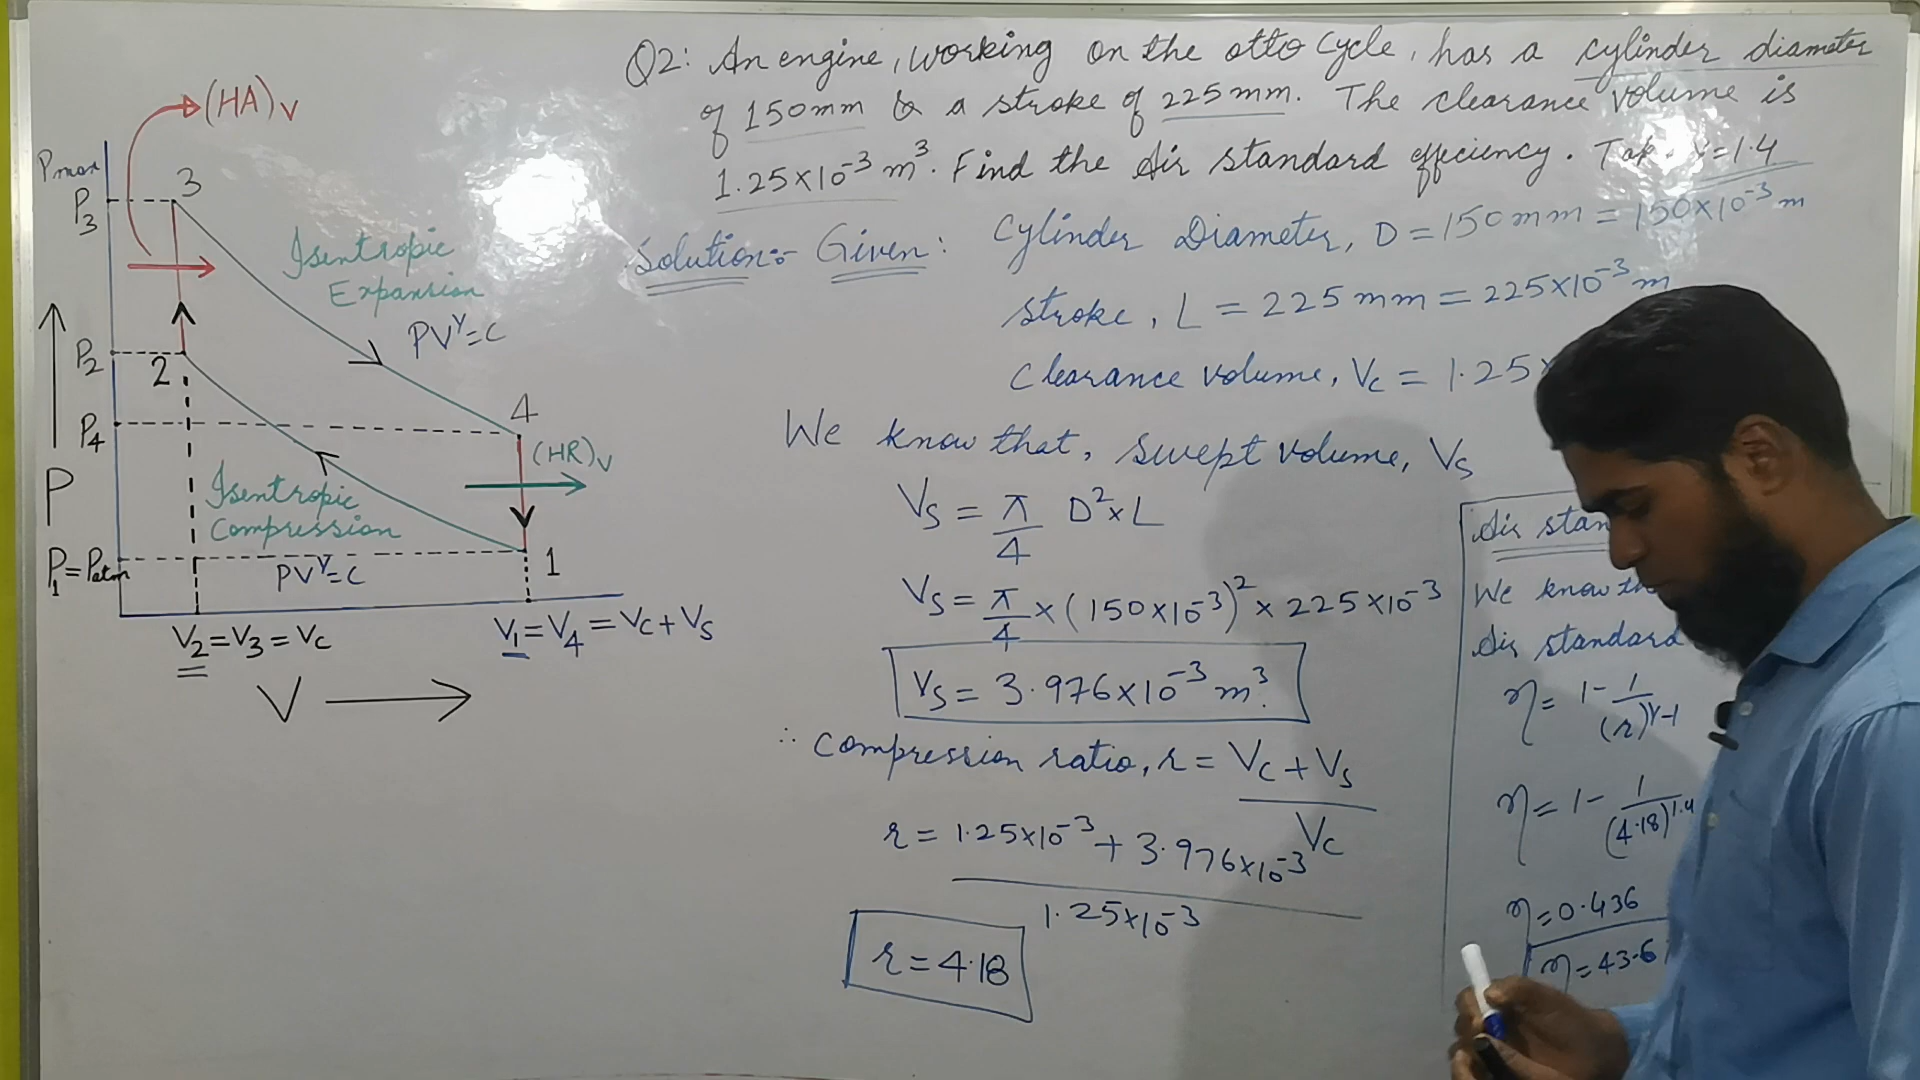 Q2: An engine, working on the otto cycle, has a cylinder diameter
of 150mm & a stroke of 225mm. The clearance volume is
1.25×10⁻³ m³. Find the Air standard efficiency. =1.4
Solution:- Given: Cylinder Diameter, D = 150mm = 150×10⁻³ m
stroke, L = 225 mm = 225×10⁻³ m
Clearance volume, Vc = 1.25×
We know that, swept volume, Vs
Vs = π/4 D²×L
Vs = π/4 × (150×10⁻³)² × 225×10⁻³
Vs = 3.976×10⁻³ m³.
∴ Compression ratio, r = Vc + Vs / Vc
r = 1.25×10⁻³ + 3.976×10⁻³ / 1.25×10⁻³
r = 4.18
Air stan
We know th
Air standard
η = 1 - 1/(r)^γ-1
η = 1 - 1/(4.18)^1.4
η = 0.436
η = 43.6
(HA)v
Pmax
P3
3
Isentropic
Expansion
PV^γ=C
P2
2
P4
4
(HR)v
P
Isentropic
Compression
P1 = Patm
PV^γ=C
1
V2 = V3 = Vc
V1 = V4 = Vc + Vs
V